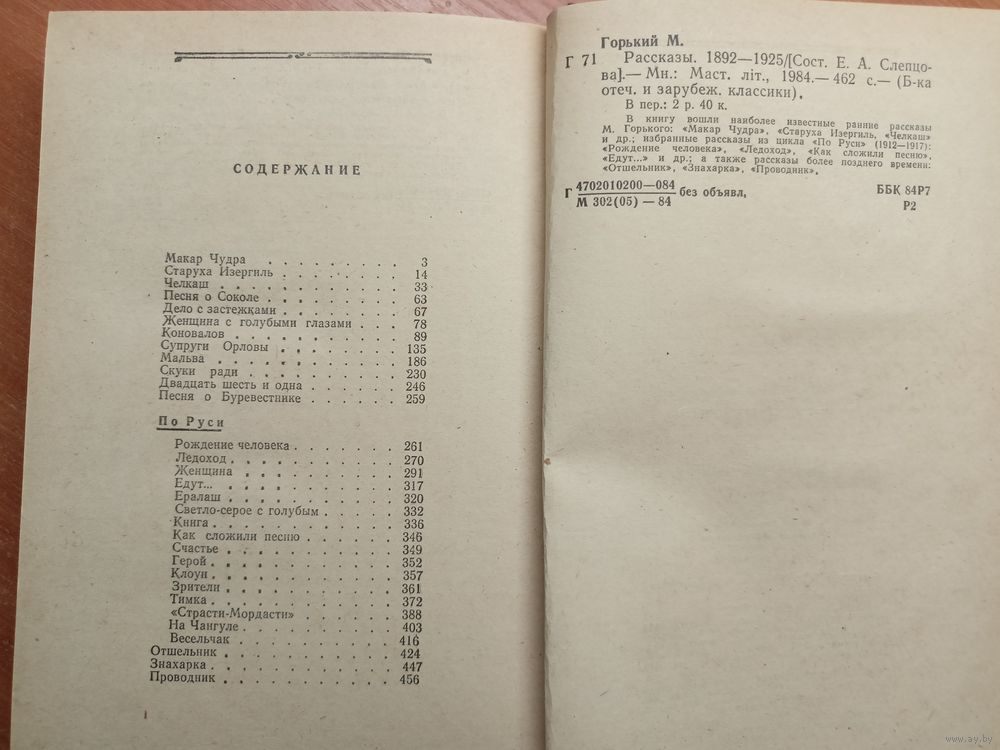 СОДЕРЖАНИЕ
Макар Чудра . . . . . . . . . 3
Старуха Изергиль . . . . . . . . 14
Челкаш . . . . . . . . . . . 33
Песня о Соколе . . . . . . . . . 63
Дело с застежками . . . . . . . . 67
Женщина с голубыми глазами . . . 78
Коновалов . . . . . . . . . . 89
Супруги Орловы . . . . . . . . 135
Мальва . . . . . . . . . . . 186
Скуки ради . . . . . . . . . . 230
Двадцать шесть и одна . . . . . . 246
Песня о Буревестнике . . . . . . 259
По Руси
Рождение человека . . . . . . . 261
Ледоход . . . . . . . . . . . 270
Женщина . . . . . . . . . . 291
Едут... . . . . . . . . . . . 317
Ералаш . . . . . . . . . . . 320
Светло-серое с голубым . . . . . 332
Книга . . . . . . . . . . . . 336
Как сложили песню . . . . . . 346
Счастье . . . . . . . . . . . 349
Герой . . . . . . . . . . . . 352
Клоун . . . . . . . . . . . . 357
Зрители . . . . . . . . . . . 361
Тимка . . . . . . . . . . . . 372
«Страсти-Мордасти» . . . . . . 388
На Чангуле . . . . . . . . . . 403
Весельчак . . . . . . . . . . 416
Отшельник . . . . . . . . . . . 424
Знахарка . . . . . . . . . . . . 447
Проводник . . . . . . . . . . . 456
Горький М.
Г 71 Рассказы. 1892—1925/[Сост. Е. А. Слепцо-
ва].— Мн.: Маст. літ., 1984.— 462 с.— (Б-ка
отеч. и зарубеж. классики).
В пер.: 2 р. 40 к.
В книгу вошли наиболее известные ранние рассказы
М. Горького: «Макар Чудра», «Старуха Изергиль, «Челкаш»
и др.; избранные рассказы из цикла «По Руси» (1912—1917):
«Рождение человека», «Ледоход», «Как сложили песню»,
«Едут...» и др.; а также рассказы более позднего времени:
«Отшельник», «Знахарка», «Проводник».
Г 4702010200—084 без объявл,
М 302(05) — 84
ББК 84Р7
Р2
www.ay.by